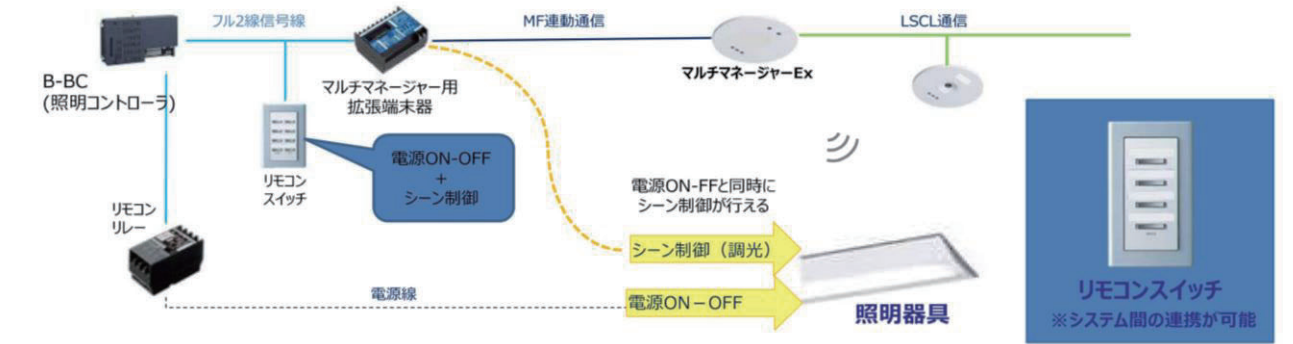 フル2線信号線
MF連動通信
LSCL通信
B-BC
(照明コントローラ)
マルチマネージャー用
拡張端末器
マルチマネージャーEx
リモコン
スイッチ
電源ON-OFF
+
シーン制御
リモコン
リレー
電源ON-FFと同時に
シーン制御が行える
シーン制御（調光）
電源線
電源ON－OFF
照明器具
リモコンスイッチ
※システム間の連携が可能